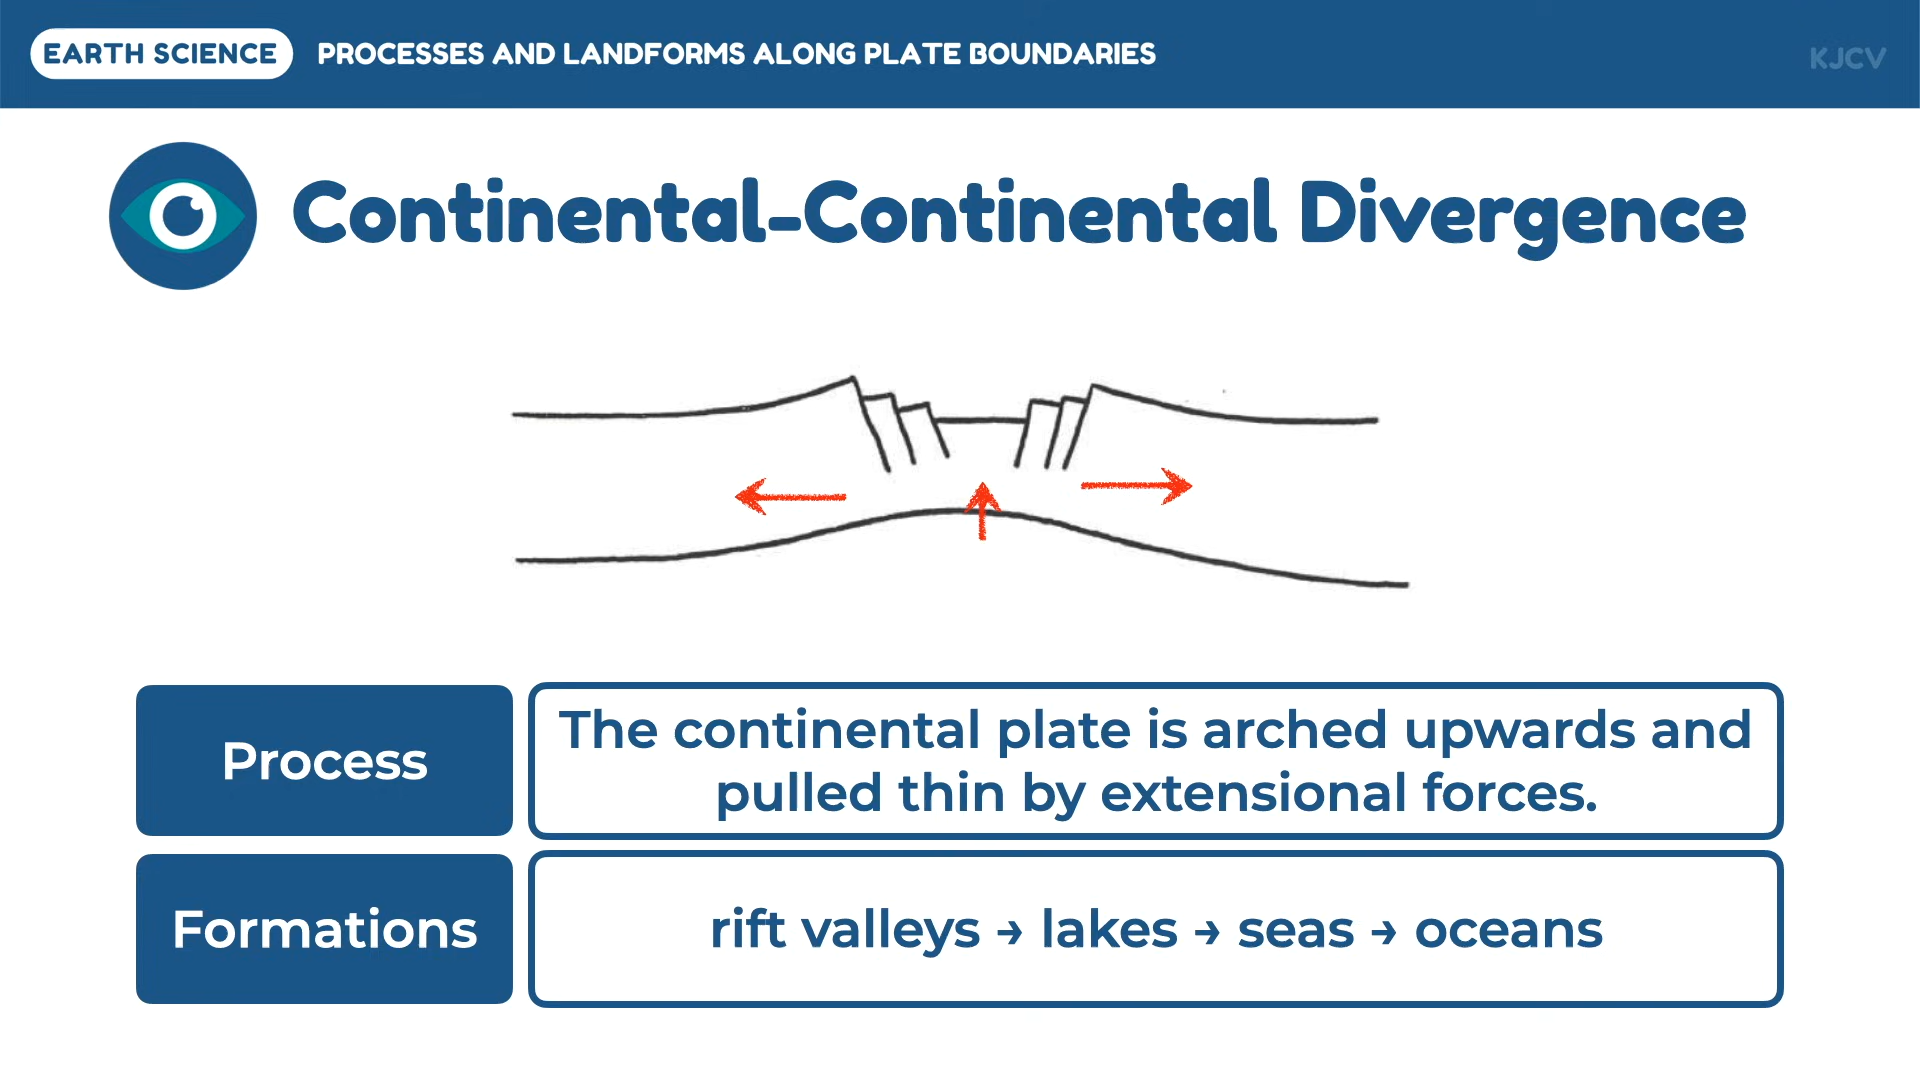 EARTH SCIENCE PROCESSES AND LANDFORMS ALONG PLATE BOUNDARIES KJCV
Continental-Continental Divergence
Process
The continental plate is arched upwards and
pulled thin by extensional forces.
Formations
rift valleys → lakes → seas → oceans